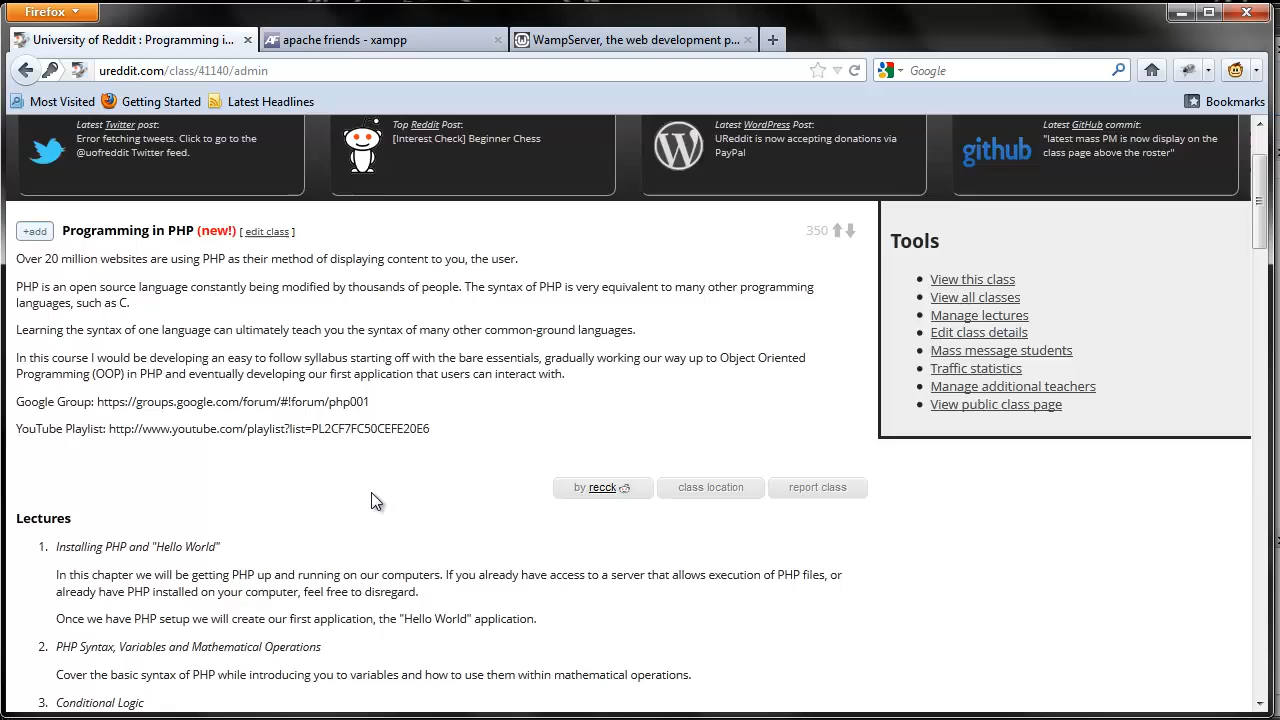 Firefox
University of Reddit : Programming i...
apache friends - xampp
WampServer, the web development p...
ureddit.com/class/41140/admin
Google
Most Visited
Getting Started
Latest Headlines
Bookmarks
Latest Twitter post:
Error fetching tweets. Click to go the
@uofreddit Twitter feed.
Top Reddit Post:
[Interest Check] Beginner Chess
Latest WordPress Post:
UReddit is now accepting donations via
PayPal
github
Latest GitHub commit:
"latest mass PM is now display on the
class page above the roster"
+add
Programming in PHP (new!) [ edit class ]
350
Over 20 million websites are using PHP as their method of displaying content to you, the user.
PHP is an open source language constantly being modified by thousands of people. The syntax of PHP is very equivalent to many other programming
languages, such as C.
Learning the syntax of one language can ultimately teach you the syntax of many other common-ground languages.
In this course I would be developing an easy to follow syllabus starting off with the bare essentials, gradually working our way up to Object Oriented
Programming (OOP) in PHP and eventually developing our first application that users can interact with.
Google Group: https://groups.google.com/forum/#!forum/php001
YouTube Playlist: http://www.youtube.com/playlist?list=PL2CF7FC50CEFE20E6
by recck
class location
report class
Tools
View this class
View all classes
Manage lectures
Edit class details
Mass message students
Traffic statistics
Manage additional teachers
View public class page
Lectures
1. Installing PHP and "Hello World"
In this chapter we will be getting PHP up and running on our computers. If you already have access to a server that allows execution of PHP files, or
already have PHP installed on your computer, feel free to disregard.
Once we have PHP setup we will create our first application, the "Hello World" application.
2. PHP Syntax, Variables and Mathematical Operations
Cover the basic syntax of PHP while introducing you to variables and how to use them within mathematical operations.
3. Conditional Logic